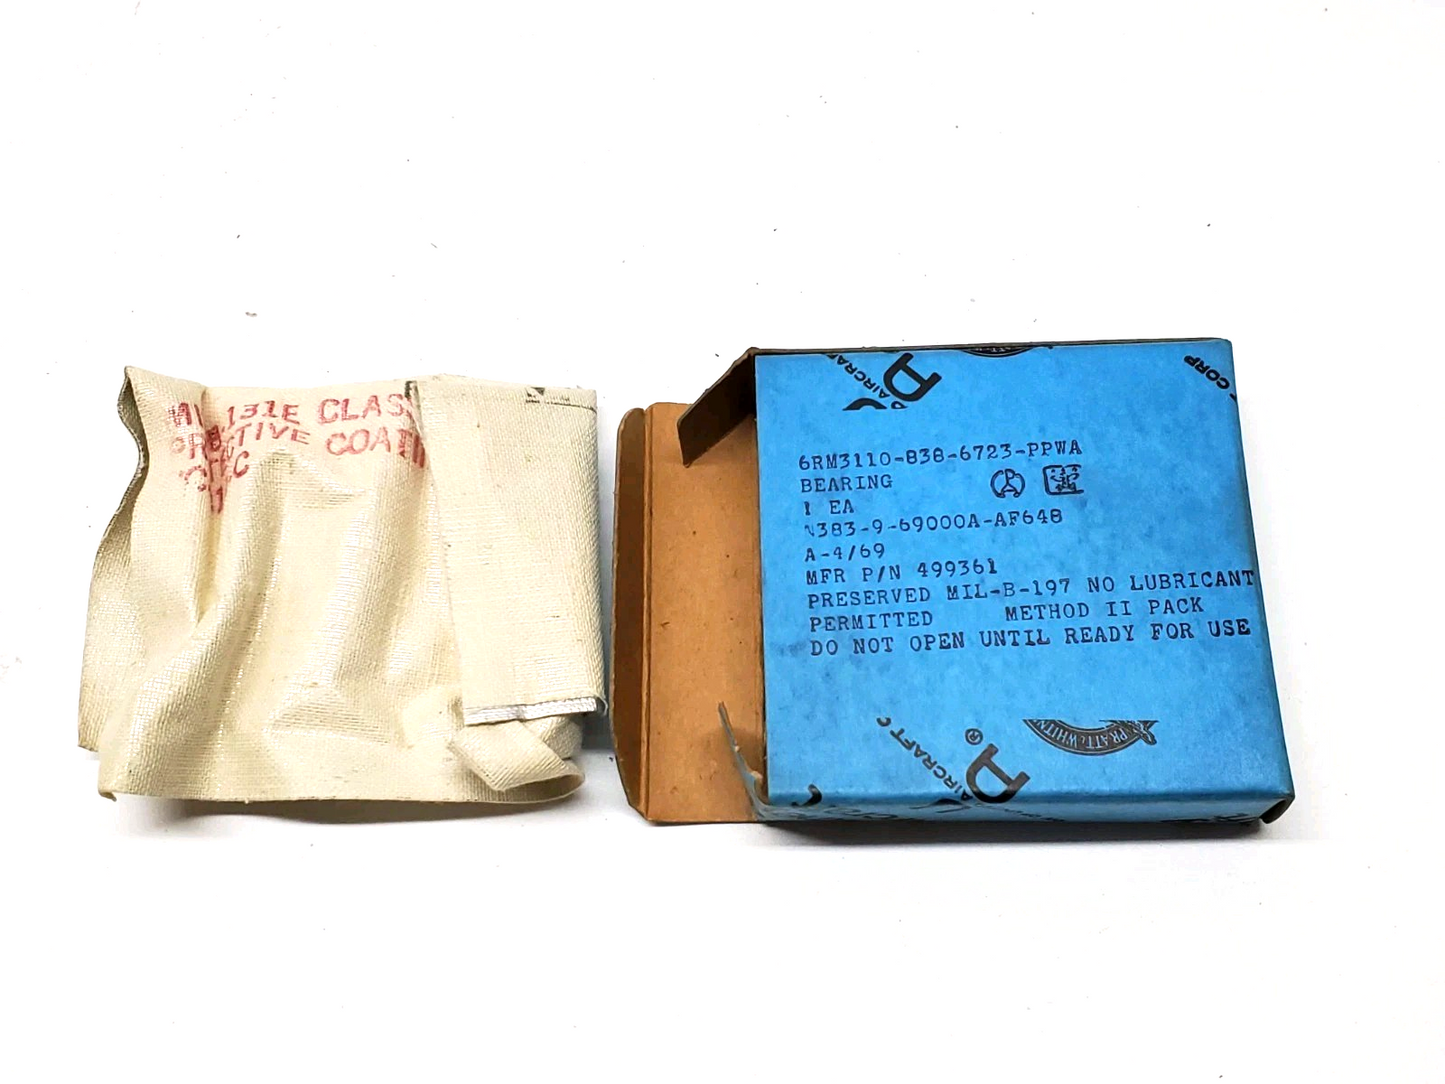 131E CLAS
COAT
AIRCRAFT
CORP
6RM3110-838-6723-PPWA
BEARING
P
1 EA
N383-9-69000A-AF648
A-4/69
MFR P/N 499361
PRESERVED MIL-B-197 NO LUBRICANT
PERMITTED METHOD II PACK
DO NOT OPEN UNTIL READY FOR USE
PRATT & WHITN
AIRCRAFT
AIRCRAFT
®